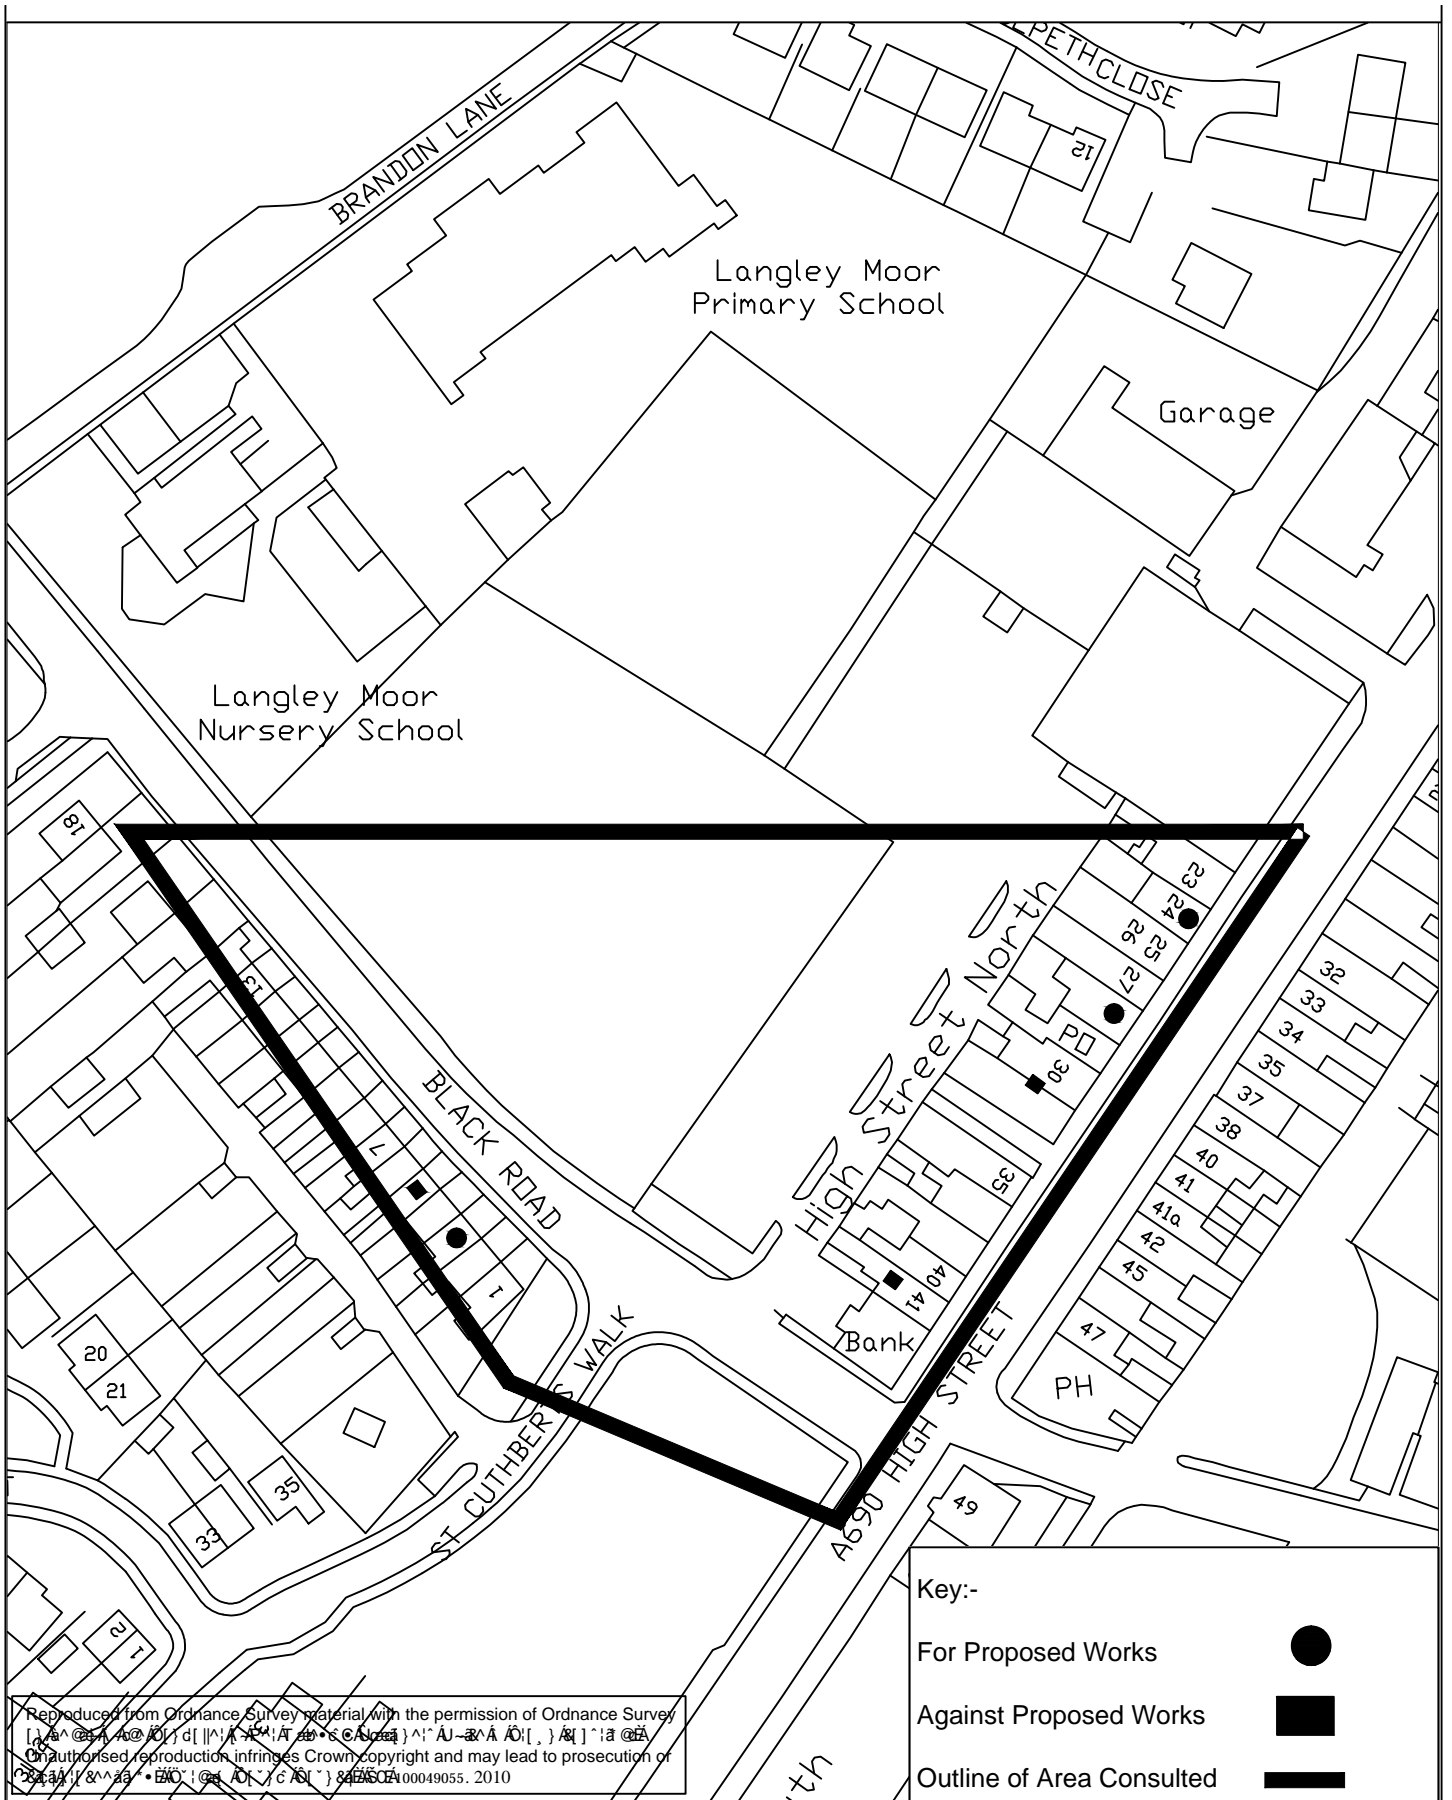 EPETHCLOSE
BRANDON LANE
12
Langley Moor
Primary School
Garage
Langley Moor
Nursery School
18
23
24
25
26
27
PO
30
35
40
41
Bank
High Street North
13
7
1
BLACK ROAD
ST CUTHBERTS WALK
A690 HIGH STREET
32
33
34
35
37
38
40
41
41a
42
45
47
PH
49
20
21
35
33
2
1
th
Key:-
For Proposed Works
Against Proposed Works
Outline of Area Consulted
Reproduced from Ordnance Survey material with the permission of Ordnance Survey
Unauthorised reproduction infringes Crown copyright and may lead to prosecution or
100049055. 2010